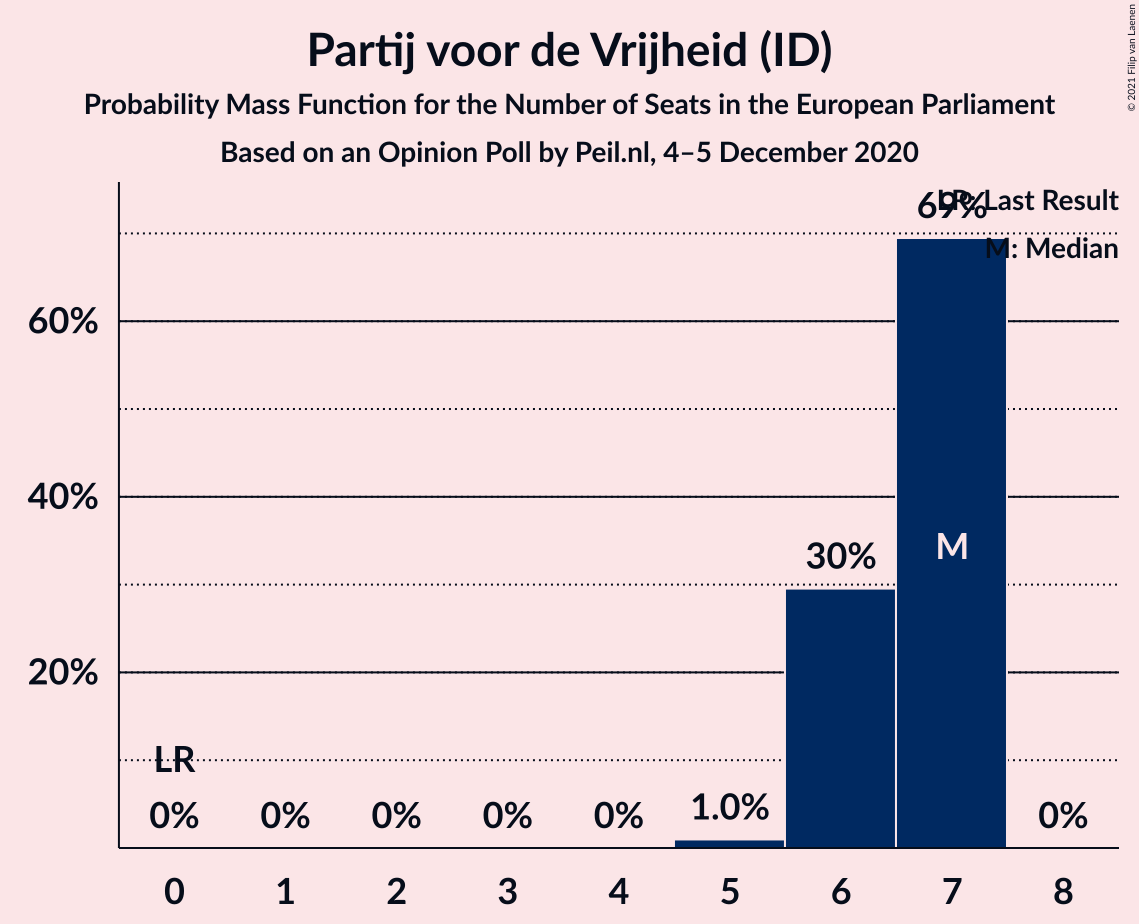 Partij voor de Vrijheid (ID)
Probability Mass Function for the Number of Seats in the European Parliament
Based on an Opinion Poll by Peil.nl, 4–5 December 2020
© 2021 Filip van Laenen
LR: Last Result
M: Median
69%
60%
40%
20%
30%
M
LR
0% 0% 0% 0% 0% 1.0% 0%
0 1 2 3 4 5 6 7 8